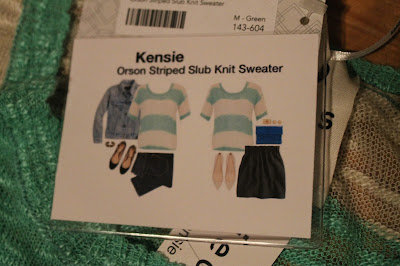 Orson Striped Slub Knit Sweater
M - Green
143-604
Kensie
Orson Striped Slub Knit Sweater